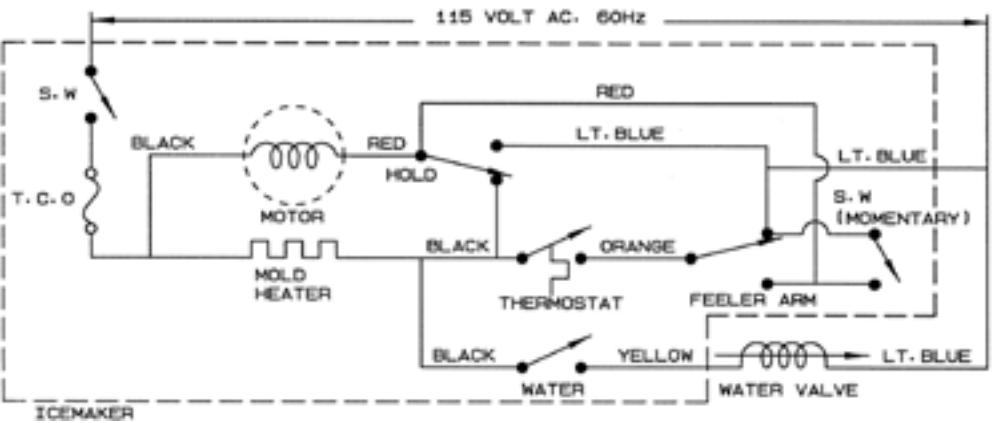 115 VOLT AC. 60Hz
S.W
RED
BLACK
RED
LT. BLUE
LT. BLUE
HOLD
T.C.O
MOTOR
S.W
(MOMENTARY)
BLACK
ORANGE
MOLD
HEATER
THERMOSTAT
FEELER ARM
BLACK
YELLOW
LT. BLUE
WATER
WATER VALVE
ICEMAKER